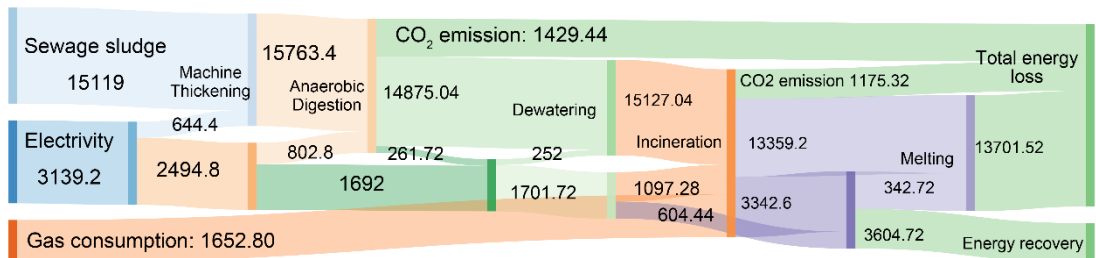 Sewage sludge
15119
Machine
Thickening
644.4
Electrivity
3139.2
2494.8
Gas consumption: 1652.80
15763.4
Anaerobic
Digestion
802.8
1692
CO₂ emission: 1429.44
14875.04
261.72
Dewatering
252
1701.72
15127.04
Incineration
1097.28
604.44
CO2 emission 1175.32
13359.2
3342.6
Melting
342.72
3604.72
Total energy
loss
13701.52
Energy recovery